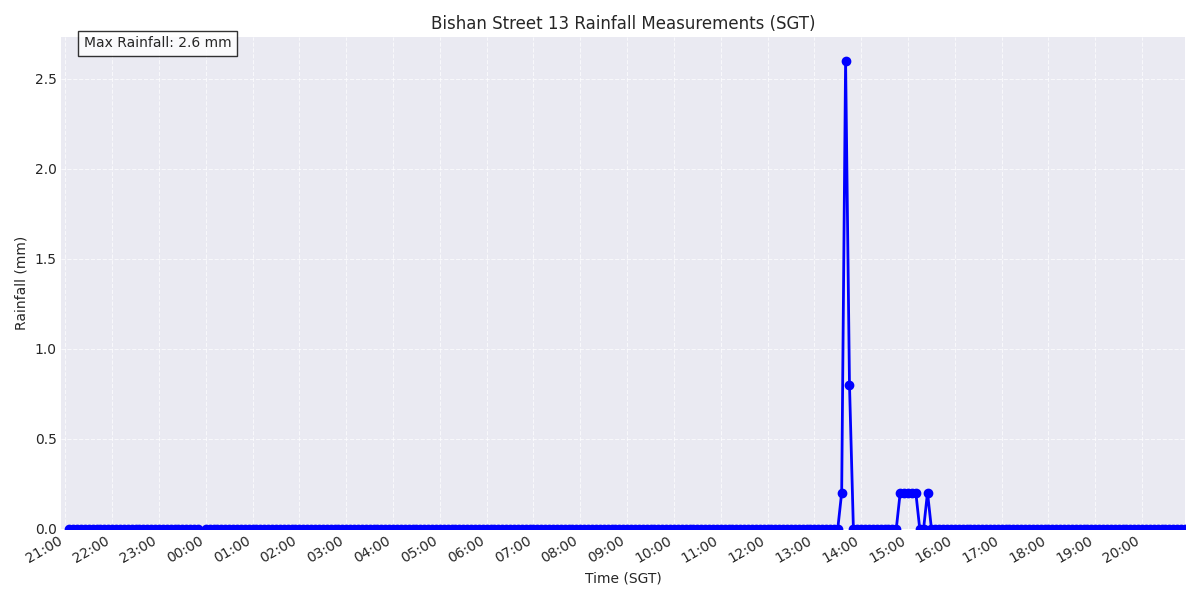 Bishan Street 13 Rainfall Measurements (SGT)
Max Rainfall: 2.6 mm
Rainfall (mm)
2.5
2.0
1.5
1.0
0.5
0.0
21:00 22:00 23:00 00:00 01:00 02:00 03:00 04:00 05:00 06:00 07:00 08:00 09:00 10:00 11:00 12:00 13:00 14:00 15:00 16:00 17:00 18:00 19:00 20:00
Time (SGT)